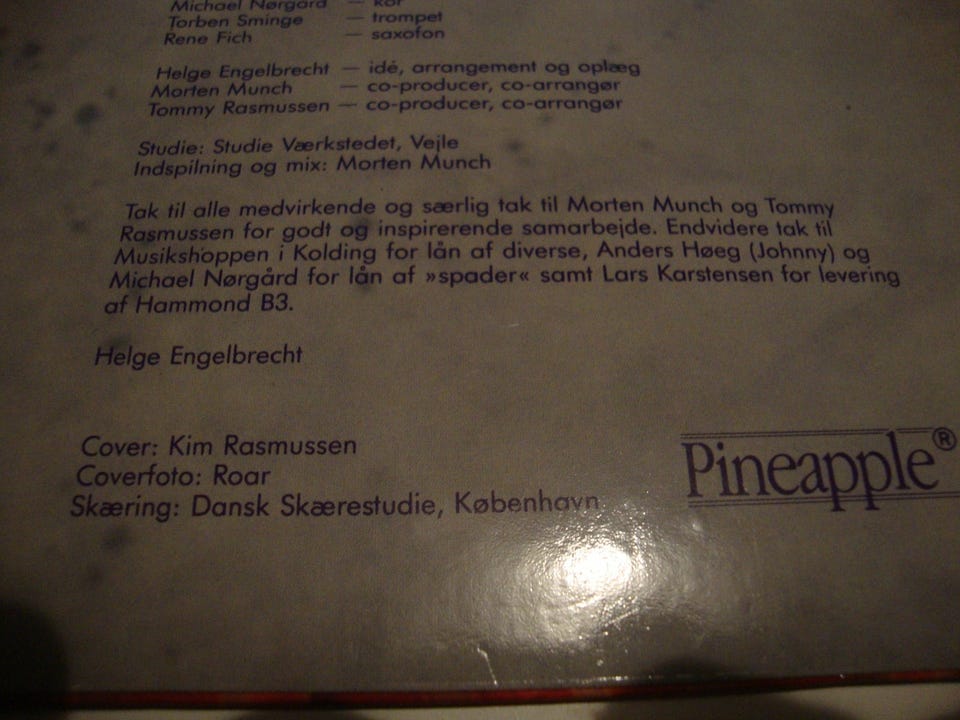 Michael Nørgård — kor
Torben Sminge — trompet
Rene Fich — saxofon
Helge Engelbrecht — idé, arrangement og oplæg
Morten Munch — co-producer, co-arrangør
Tommy Rasmussen — co-producer, co-arrangør
Studie: Studie Værkstedet, Vejle
Indspilning og mix: Morten Munch
Tak til alle medvirkende og særlig tak til Morten Munch og Tommy
Rasmussen for godt og inspirerende samarbejde. Endvidere tak til
Musikshoppen i Kolding for lån af diverse, Anders Høeg (Johnny) og
Michael Nørgård for lån af »spader« samt Lars Karstensen for levering
af Hammond B3.
Helge Engelbrecht
Cover: Kim Rasmussen
Coverfoto: Roar
Skæring: Dansk Skærestudie, København
Pineapple®